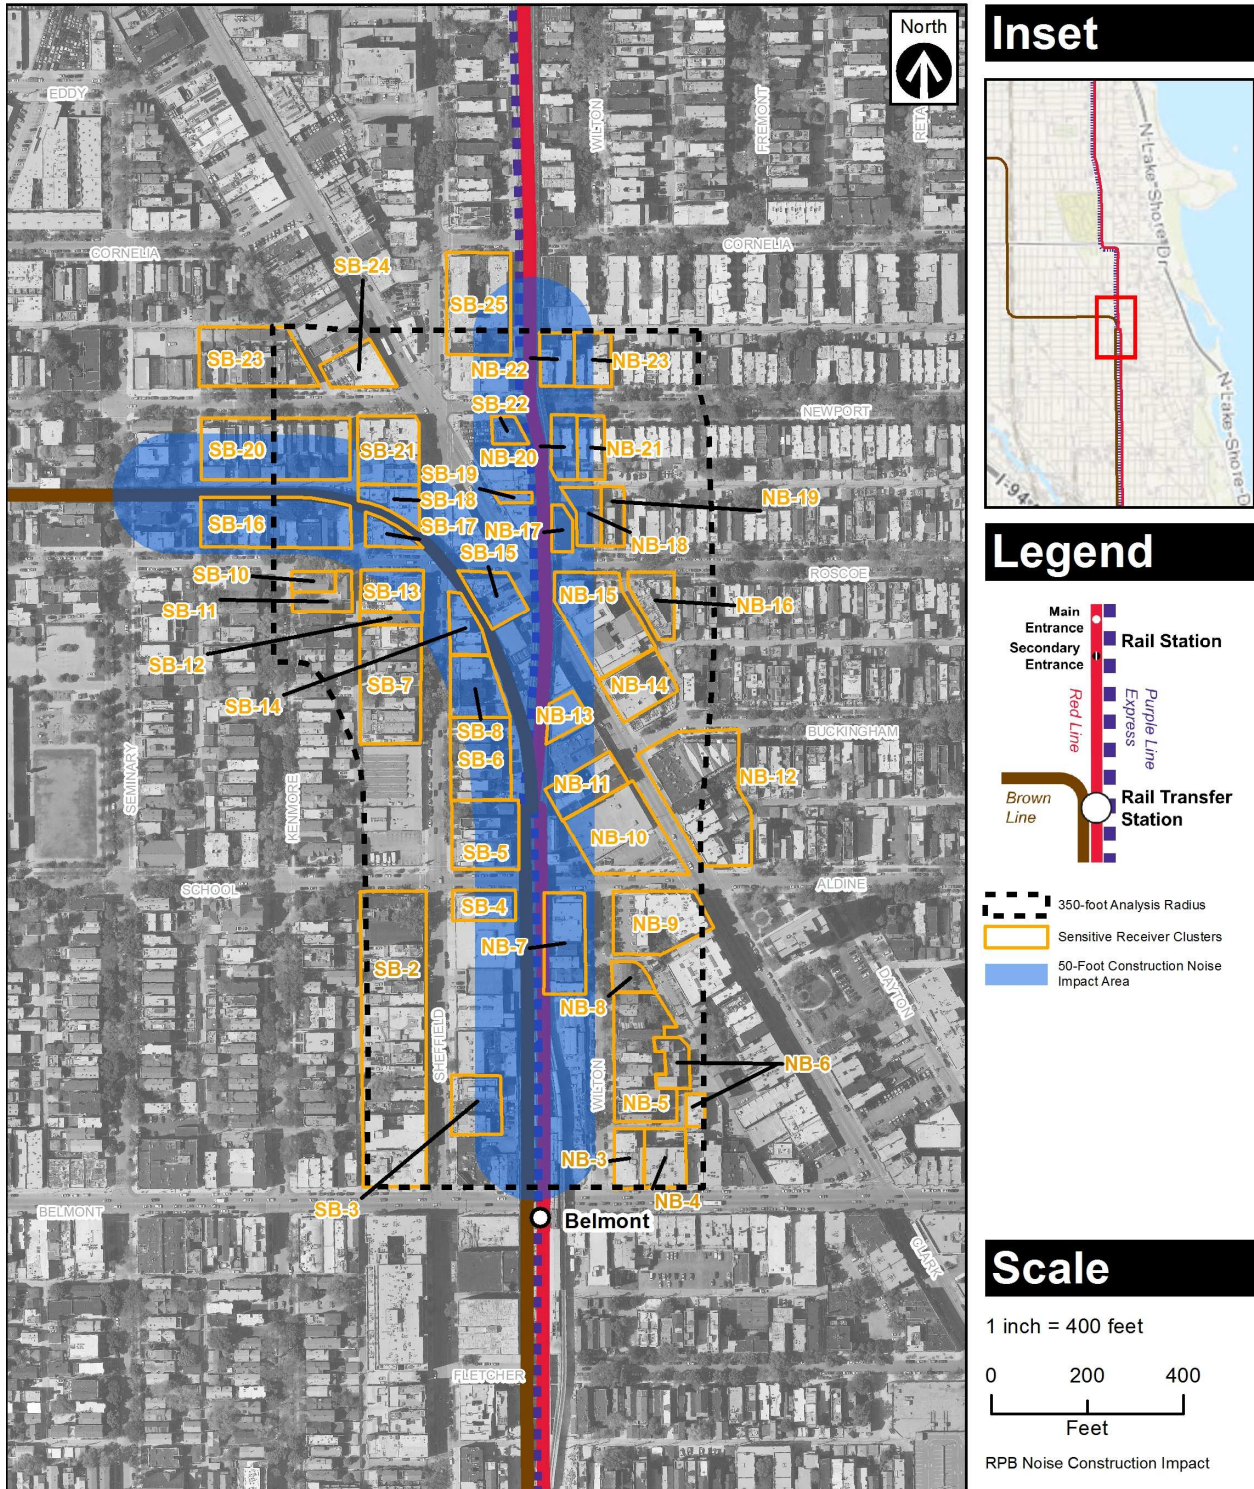 North
EDDY
WILTON
FREMONT
RETA
CORNELIA
CORNELIA
SB-24
SB-25
SB-23
NB-22
NB-23
SB-22
NEWPORT
SB-20
SB-21
NB-20
NB-21
SB-19
SB-18
NB-19
SB-16
SB-17
NB-17
NB-18
SB-15
SB-10
SB-13
NB-15
ROSCOE
SB-11
NB-16
SB-12
SB-7
NB-14
SB-14
NB-13
SB-8
BUCKINGHAM
SEMINARY
KENMORE
SB-6
NB-11
NB-12
NB-10
SB-5
SCHOOL
ALDINE
SB-4
NB-9
NB-7
SB-2
DAYTON
NB-8
SHEFFIELD
WILTON
NB-6
NB-5
NB-3
NB-4
SB-3
BELMONT
Belmont
CLARK
FLETCHER
Inset
N-Lake-Shore-Dr
N-Lake-Shore-D
I-94
Legend
Main
Entrance
Secondary
Entrance
Rail Station
Red Line
Purple Line
Express
Brown
Line
Rail Transfer
Station
350-foot Analysis Radius
Sensitive Receiver Clusters
50-Foot Construction Noise
Impact Area
Scale
1 inch = 400 feet
0 200 400
Feet
RPB Noise Construction Impact